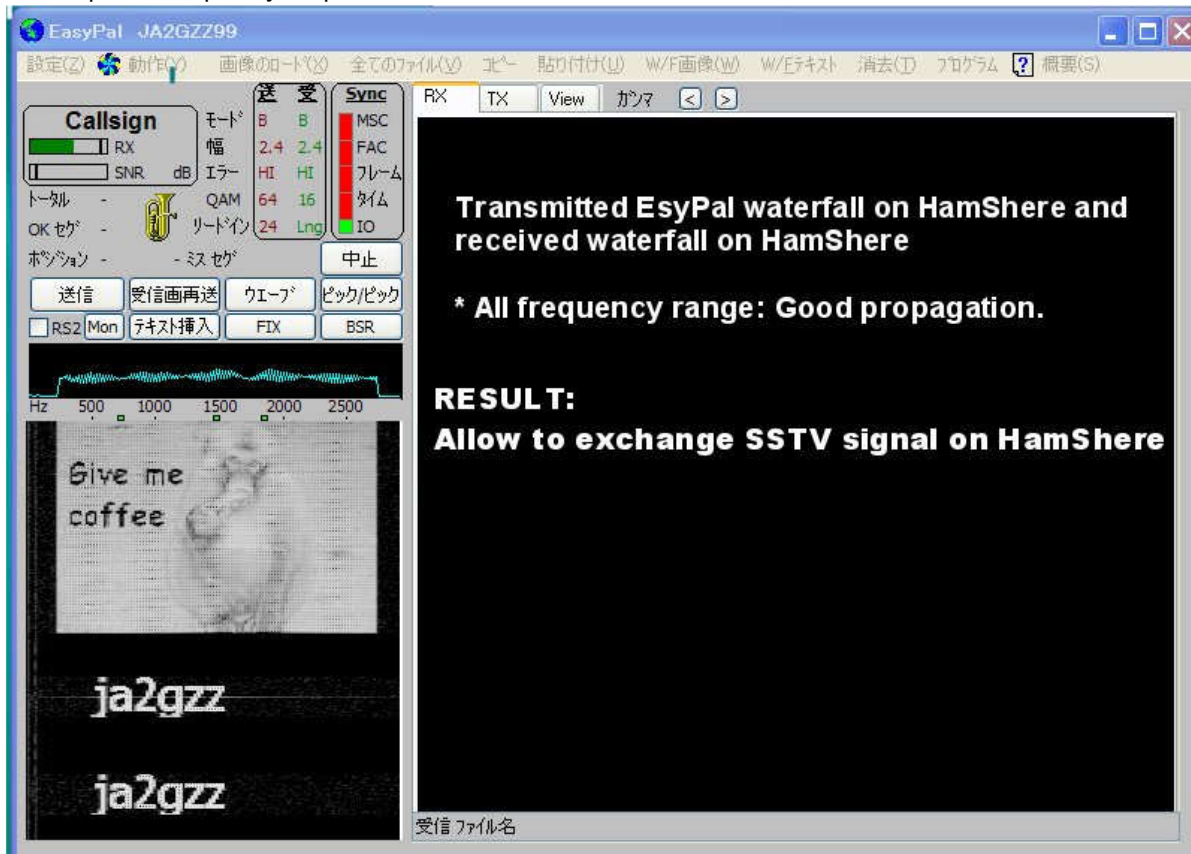 EasyPal JA2GZZ99
設定(Z) 動作(Y) 画像のロード(X) 全てのファイル(V) コピー 貼り付け(U) W/F画像(W) W/Fテキスト 消去(T) プログラム 概要(S)
Callsign
RX
SNR dB
送 受
モード B B
幅 2.4 2.4
エラー HI HI
QAM 64 16
リードイン 24 Lng
Sync
MSC
FAC
フレーム
タイム
IO
トータル -
OK セグ -
ポジション - - ミス セグ
中止
送信 受信画再送 ウエーブ ピック/ピック
RS2 Mon テキスト挿入 FIX BSR
Hz 500 1000 1500 2000 2500
Give me
coffee
ja2gzz
ja2gzz
RX TX View ガンマ < >
Transmitted EsyPal waterfall on HamShere and
received waterfall on HamShere
* All frequency range: Good propagation.
RESULT:
Allow to exchange SSTV signal on HamShere
受信 ファイル名